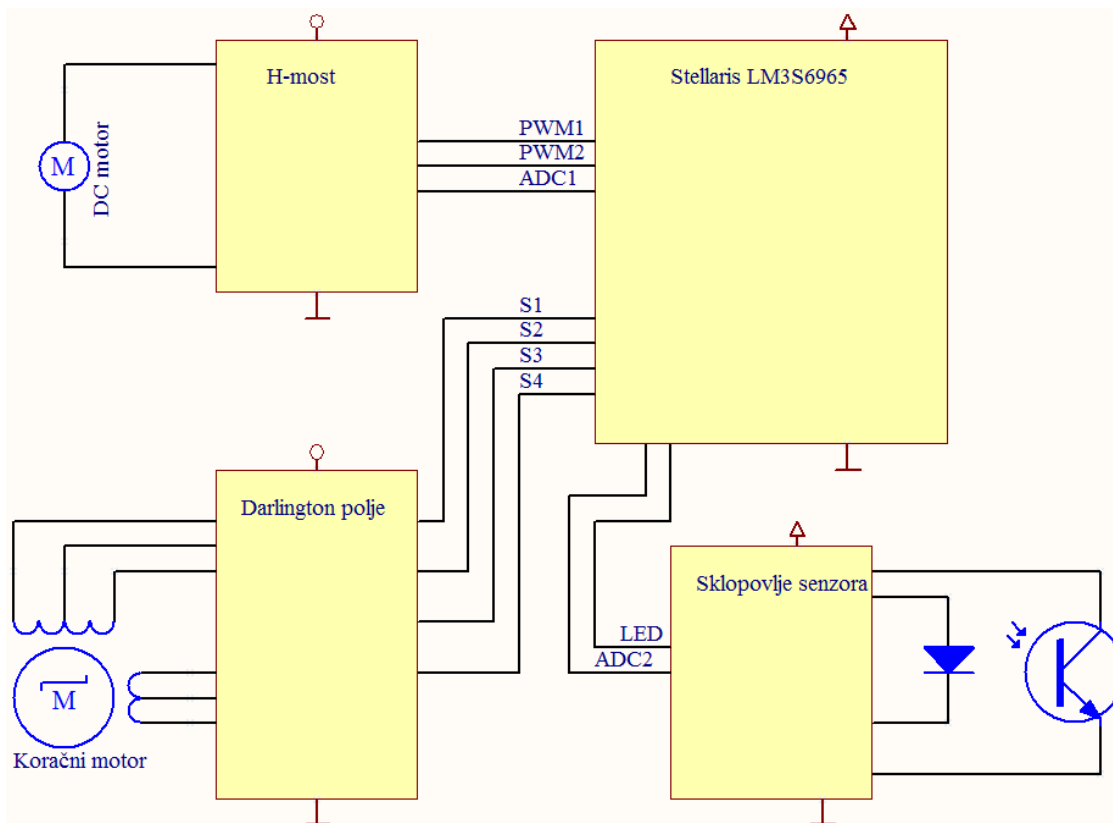 H-most
Stellaris LM3S6965
M
DC motor
PWM1
PWM2
ADC1
S1
S2
S3
S4
Darlington polje
Sklopovlje senzora
LED
ADC2
M
Koračni motor